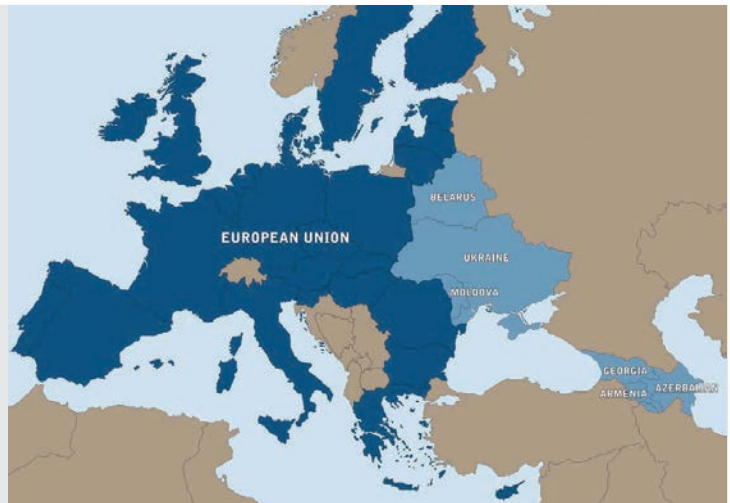 BELARUS
EUROPEAN UNION
UKRAINE
MOLDOVA
GEORGIA
AZERBAIJAN
ARMENIA